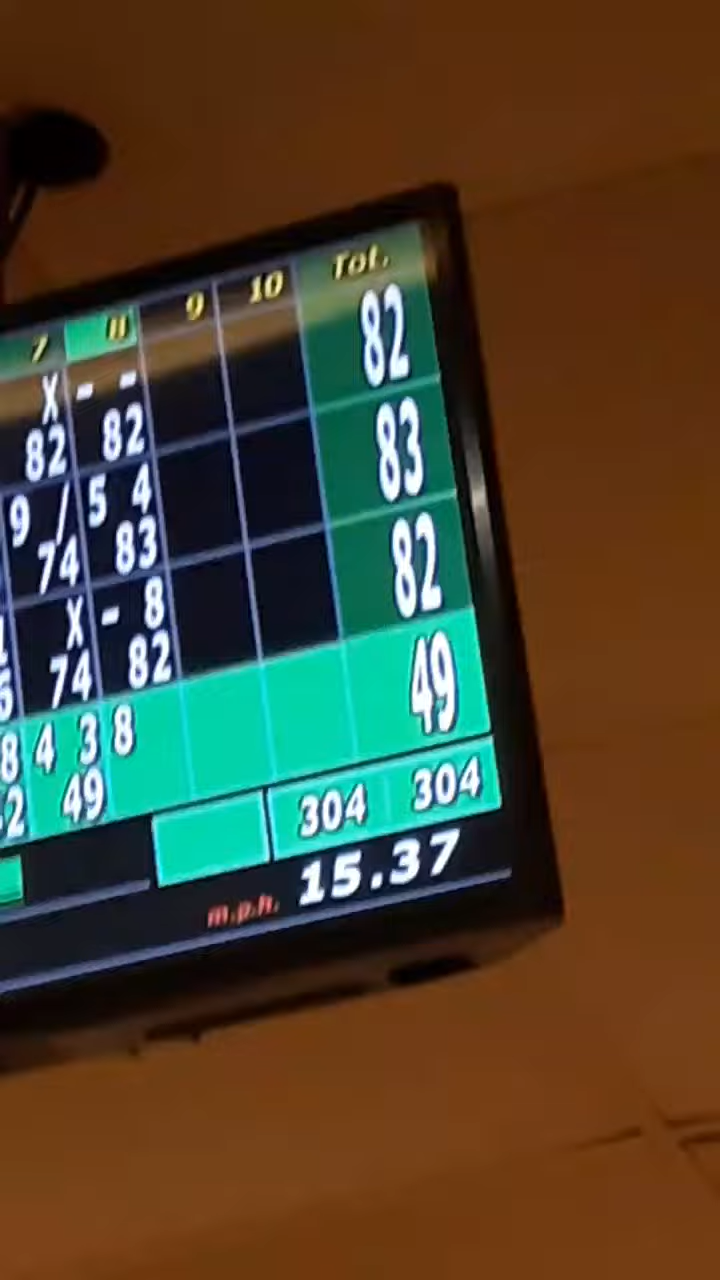 7 8 9 10 Tot.
X - - 82
82 82
9 / 5 4 83
74 83
X - 8 82
74 82
8 4 3 8 49
2 49
304 304
m.p.h. 15.37